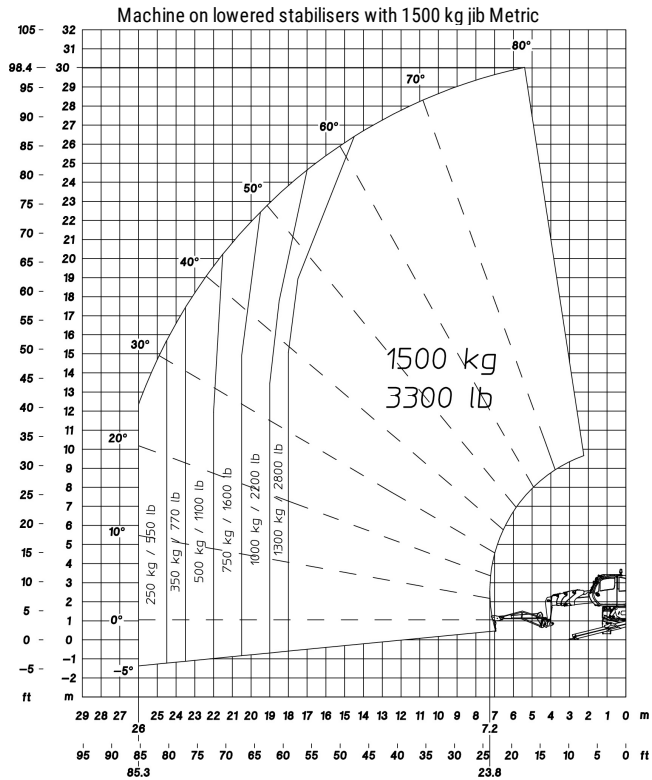 Machine on lowered stabilisers with 1500 kg jib Metric
105 - 32
31
98.4 - 30
95 - 29
28
90 - 27
26
85 -
25
80 - 24
23
75 -
22
70 - 21
20
65 -
19
60 - 18
17
55 -
16
50 - 15
14
45 -
13
40 - 12
11
35 -
10
30 - 9
8
25 -
7
20 - 6
5
15 -
4
10 - 3
2
5 -
1
0 - 0
-1
-5 - -2
ft m
80°
70°
60°
50°
40°
30°
20°
10°
0°
-5°
1500 kg
3300 lb
250 kg / 550 lb
350 kg / 770 lb
500 kg / 1100 lb
750 kg / 1600 lb
1000 kg / 2200 lb
1300 kg / 2800 lb
29 28 27 25 24 23 22 21 20 19 18 17 16 15 14 13 12 11 10 9 8 7 6 5 4 3 2 1 0 m
26 7.2
95 90 85 80 75 70 65 60 55 50 45 40 35 30 25 20 15 10 5 0 ft
85.3 23.8